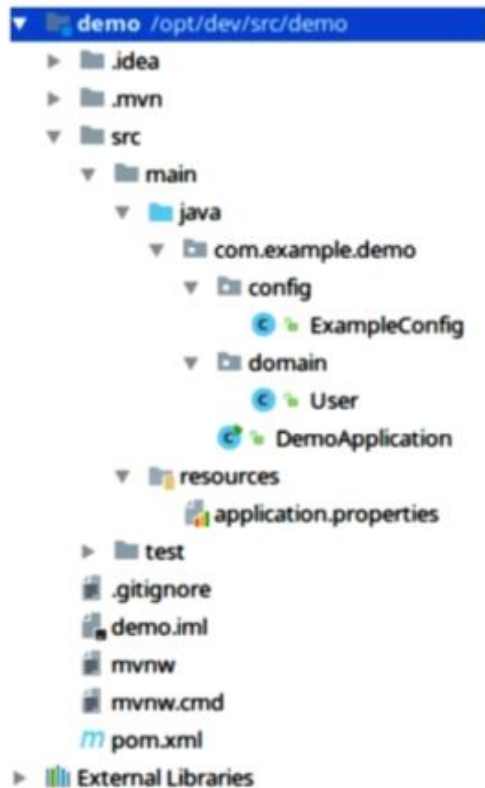 demo /opt/dev/src/demo
.idea
.mvn
src
main
java
com.example.demo
config
ExampleConfig
domain
User
DemoApplication
resources
application.properties
test
.gitignore
demo.iml
mvnw
mvnw.cmd
pom.xml
External Libraries